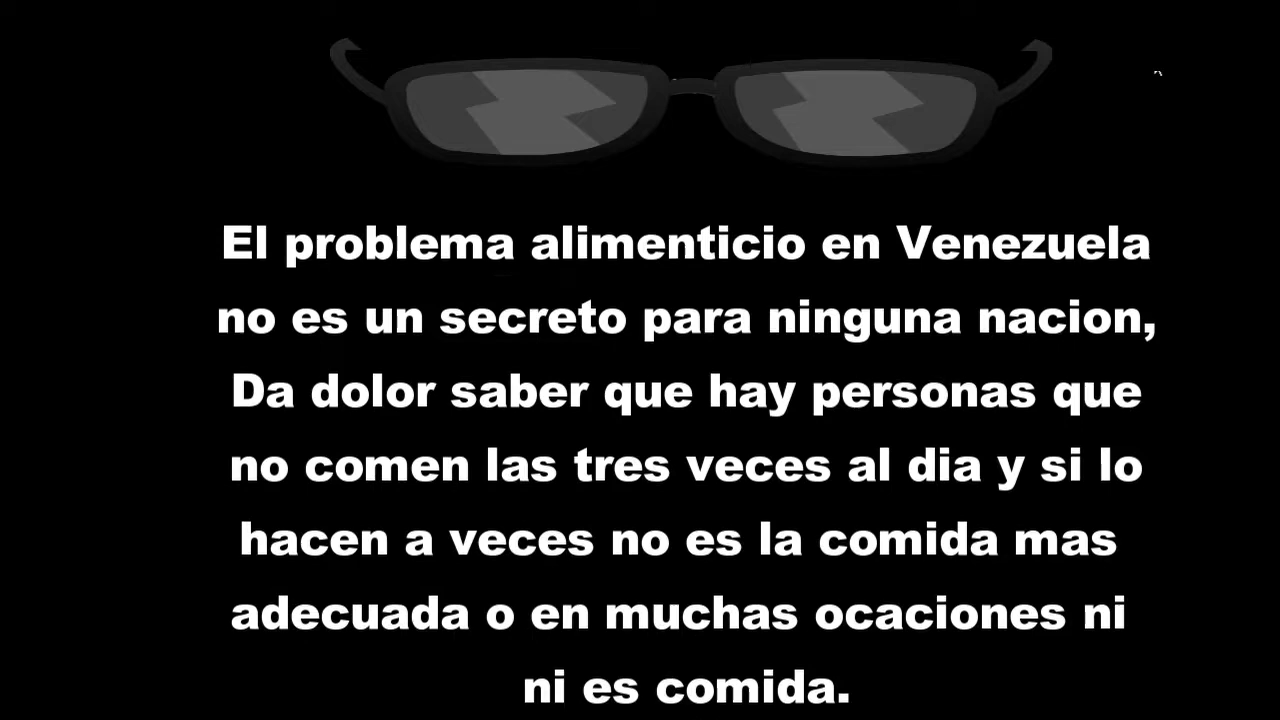 El problema alimenticio en Venezuela
no es un secreto para ninguna nacion,
Da dolor saber que hay personas que
no comen las tres veces al dia y si lo
hacen a veces no es la comida mas
adecuada o en muchas ocaciones ni
ni es comida.